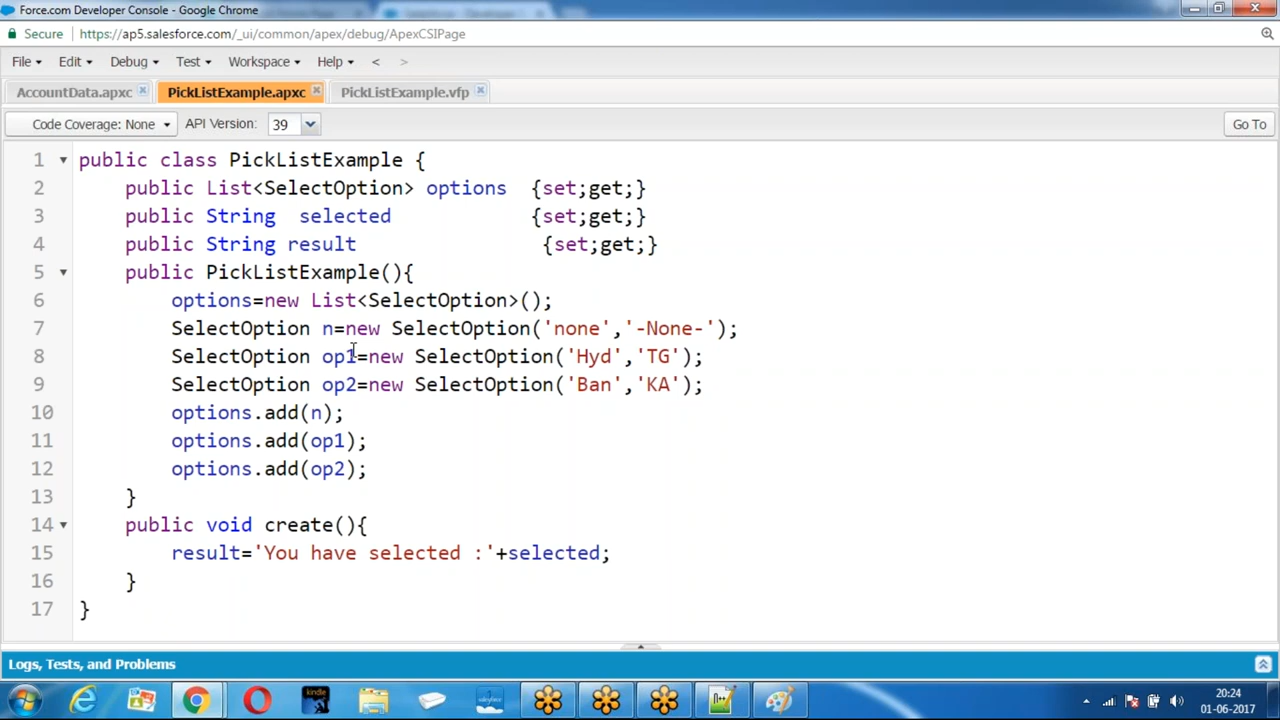 Force.com Developer Console - Google Chrome
Secure https://ap5.salesforce.com/_ui/common/apex/debug/ApexCSIPage
File Edit Debug Test Workspace Help < >
AccountData.apxc PickListExample.apxc PickListExample.vfp
Code Coverage: None API Version: 39 Go To
1 public class PickListExample {
2 public List<SelectOption> options {set;get;}
3 public String selected {set;get;}
4 public String result {set;get;}
5 public PickListExample(){
6 options=new List<SelectOption>();
7 SelectOption n=new SelectOption('none','-None-');
8 SelectOption op1=new SelectOption('Hyd','TG');
9 SelectOption op2=new SelectOption('Ban','KA');
10 options.add(n);
11 options.add(op1);
12 options.add(op2);
13 }
14 public void create(){
15 result='You have selected :'+selected;
16 }
17 }
Logs, Tests, and Problems
kindle
20:24
01-06-2017